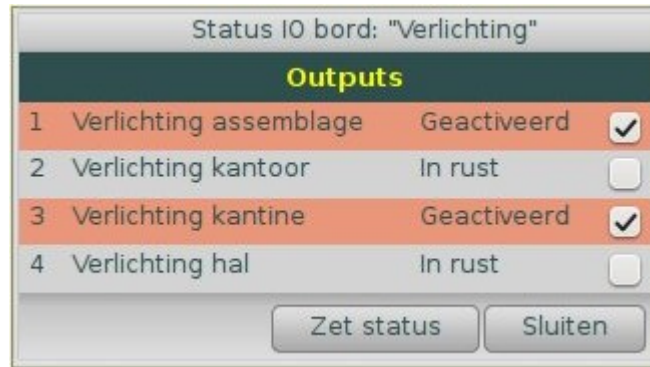 Status IO bord: "Verlichting"
Outputs
1 Verlichting assemblage Geactiveerd
2 Verlichting kantoor In rust
3 Verlichting kantine Geactiveerd
4 Verlichting hal In rust
Zet status Sluiten